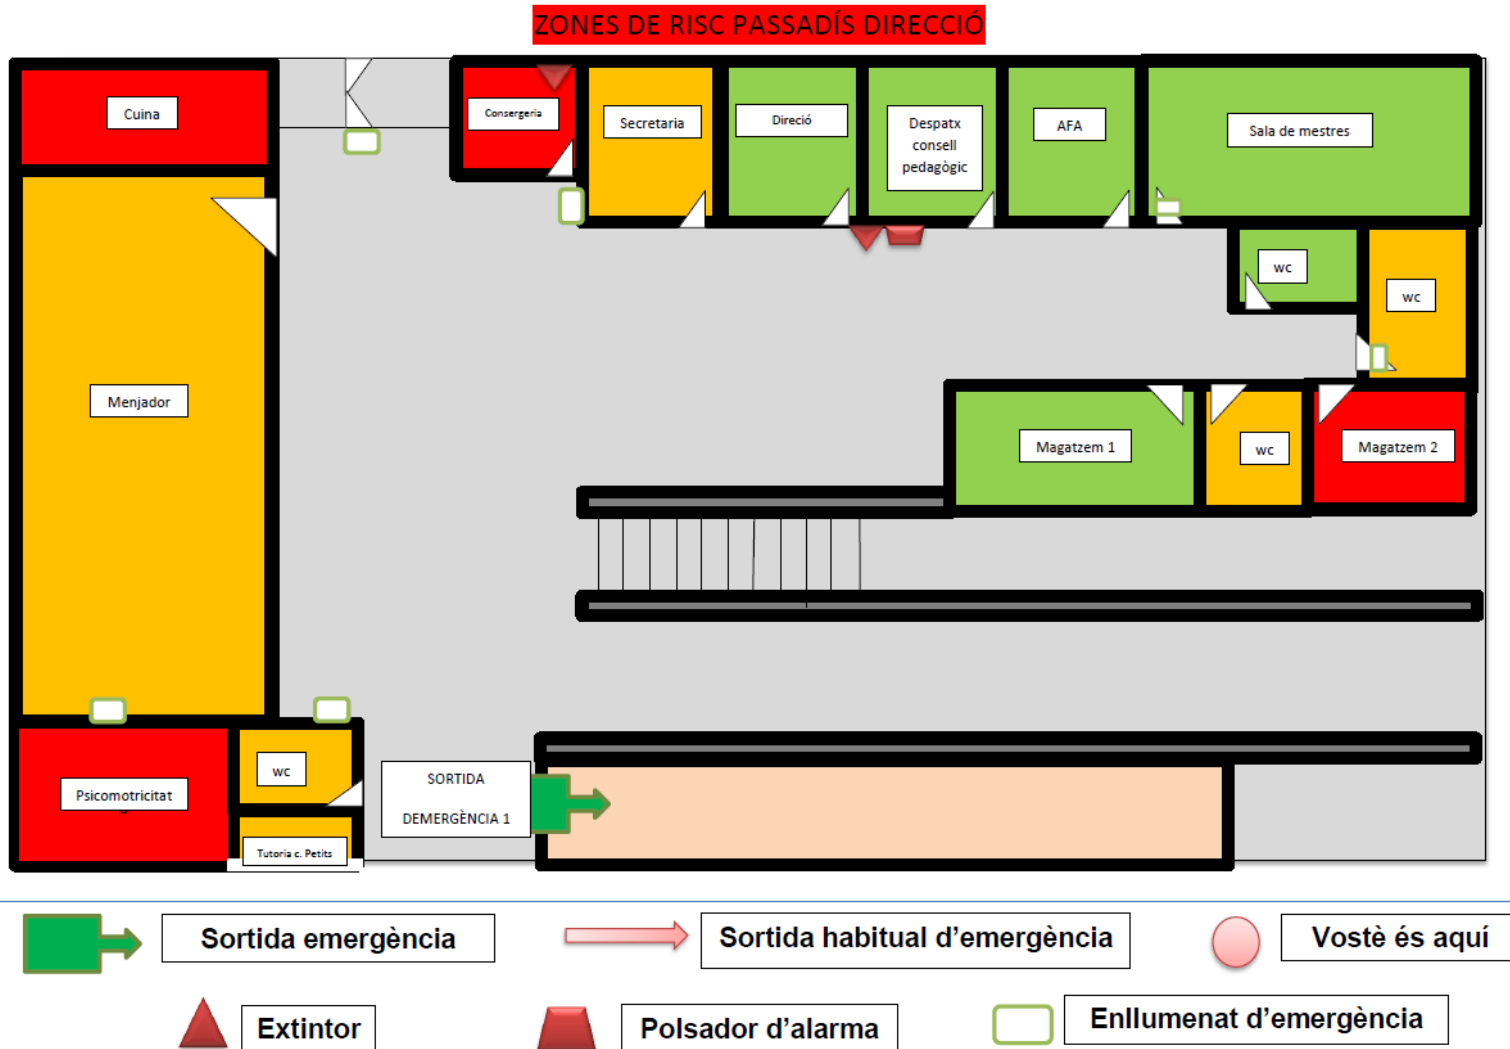 ZONES DE RISC PASSADÍS DIRECCIÓ
Cuina
Consergeria
Secretaria
Direció
Despatx
consell
pedagògic
AFA
Sala de mestres
wc
wc
Menjador
Magatzem 1
wc
Magatzem 2
wc
Psicomotricitat
Tutoria c. Petits
SORTIDA
DEMERGÈNCIA 1
Sortida emergència
Sortida habitual d’emergència
Vostè és aquí
Extintor
Polsador d’alarma
Enllumenat d’emergència